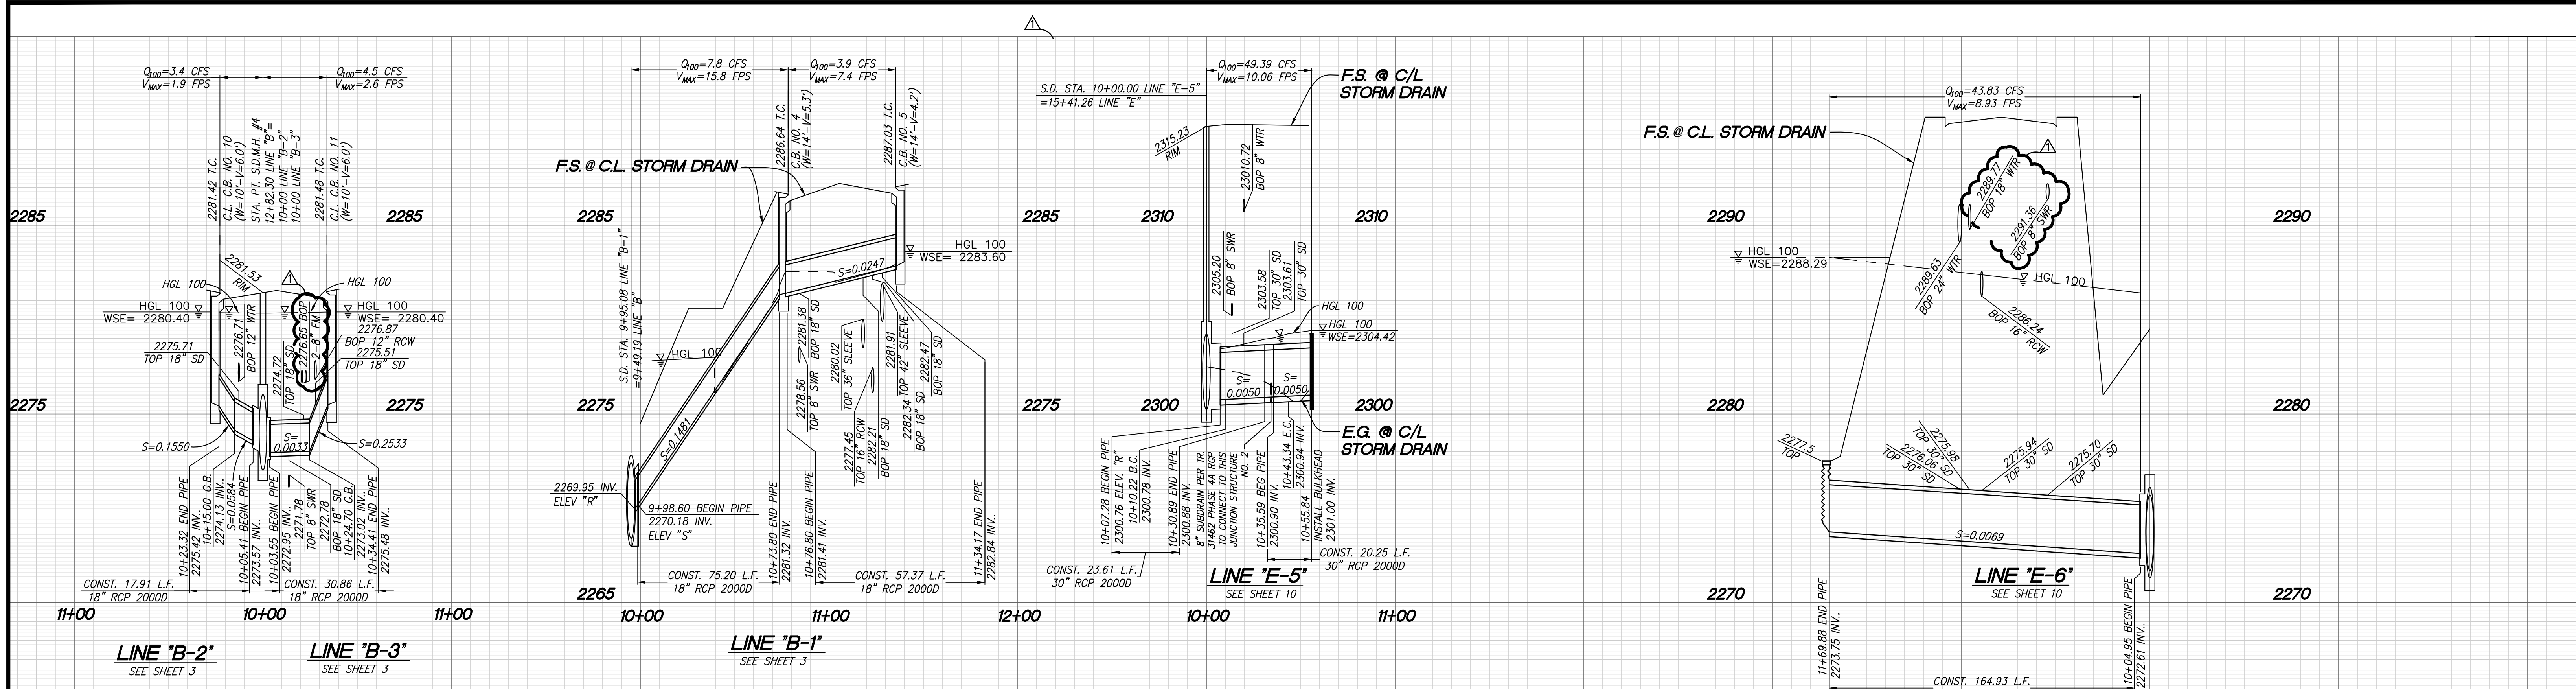 1
Q100=3.4 CFS
VMAX=1.9 FPS
Q100=4.5 CFS
VMAX=2.6 FPS
2281.42 T.C.
C.L. C.B. NO. 10
(W=10'-V=6.0')
STA. PT. S.D.M.H. #4
12+82.30 LINE "B"=
10+00 LINE "B-2"
10+00 LINE "B-3"
2281.48 T.C.
C.L. C.B. NO. 11
(W=10'-V=6.0')
2285
2285
2281.53
RIM
1
HGL 100
HGL 100
HGL 100
WSE= 2280.40
HGL 100
WSE= 2280.40
2276.71
BOP 12" WTR
2276.65 BOP
2-8" FM
2276.87
BOP 12" RCW
2275.71
TOP 18" SD
2274.72
TOP 18" SD
2275.51
TOP 18" SD
2275
2275
S=0.1550
S=
0.0033
S=0.2533
S=0.0584
10+23.32 END PIPE
2275.42 INV..
10+15.00 G.B.
2274.13 INV..
10+05.41 BEGIN PIPE
2273.57 INV..
10+03.55 BEGIN PIPE
2272.95 INV..
2271.78
TOP 8" SWR
2272.78
BOP 18" SD
10+24.70 G.B.
2273.02 INV..
10+34.41 END PIPE
2275.48 INV..
CONST. 17.91 L.F.
18" RCP 2000D
CONST. 30.86 L.F.
18" RCP 2000D
11+00
10+00
11+00
LINE "B-2"
SEE SHEET 3
LINE "B-3"
SEE SHEET 3
Q100=7.8 CFS
VMAX=15.8 FPS
Q100=3.9 CFS
VMAX=7.4 FPS
2286.64 T.C.
C.B. NO. 4
(W=14'-V=5.3')
2287.03 T.C.
C.B. NO. 5
(W=14'-V=4.2')
F.S. @ C.L. STORM DRAIN
2285
2285
S.D. STA. 9+95.08 LINE "B-1"
=9+49.19 LINE "B"
HGL 100
WSE= 2283.60
S=0.0247
HGL 100
2278.56
TOP 8" SWR
2281.38
BOP 18" SD
2280.02
TOP 36" SLEEVE
2277.45
TOP 16" RCW
2282.21
BOP 18" SD
2281.91
TOP 42" SLEEVE
2282.34
BOP 18" SD
2282.47
BOP 18" SD
2275
2275
S=0.1481
2269.95 INV.
ELEV "R"
9+98.60 BEGIN PIPE
2270.18 INV.
ELEV "S"
10+73.80 END PIPE
2281.32 INV.
10+76.80 BEGIN PIPE
2281.41 INV.
11+34.17 END PIPE
2282.84 INV.
CONST. 75.20 L.F.
18" RCP 2000D
CONST. 57.37 L.F.
18" RCP 2000D
2265
10+00
11+00
12+00
LINE "B-1"
SEE SHEET 3
Q100=49.39 CFS
VMAX=10.06 FPS
F.S. @ C/L
STORM DRAIN
S.D. STA. 10+00.00 LINE "E-5"
=15+41.26 LINE "E"
2315.23
RIM
23010.72
BOP 8" WTR
2310
2310
2305.20
BOP 8" SWR
2303.58
TOP 30" SD
2303.61
TOP 30" SD
HGL 100
HGL 100
WSE=2304.42
S=
0.0050
S=
0.0050
2300
2300
E.G. @ C/L
STORM DRAIN
10+07.28 BEGIN PIPE
2300.76 ELEV. "R"
10+10.22 B.C.
2300.78 INV.
10+30.89 END PIPE
2300.88 INV.
8" SUBDRAIN PER TR.
31462 PHASE 4A RGP
TO CONNECT TO THIS
JUNCTION STRUCTURE
NO. 2
10+35.59 BEG PIPE
2300.90 INV.
10+43.34 E.C.
2300.94 INV.
10+55.84
INSTALL BULKHEAD
2301.00 INV.
CONST. 23.61 L.F.
30" RCP 2000D
CONST. 20.25 L.F.
30" RCP 2000D
LINE "E-5"
SEE SHEET 10
10+00
11+00
Q100=43.83 CFS
VMAX=8.93 FPS
F.S. @ C.L. STORM DRAIN
1
2289.77
BOP 18" WTR
2291.36
BOP 8" SWR
2290
2290
HGL 100
WSE=2288.29
HGL 100
2289.63
BOP 24" WTR
2286.24
BOP 16" RCW
2280
2280
2277.5
TOP
2275.98
TOP 30" SD
2276.06
TOP 30"
SD
2275.94
TOP 30" SD
2275.70
TOP 30" SD
S=0.0069
LINE "E-6"
SEE SHEET 10
2270
2270
11+69.88 END PIPE
2273.75 INV..
10+04.95 BEGIN PIPE
2272.61 INV..
CONST. 164.93 L.F.